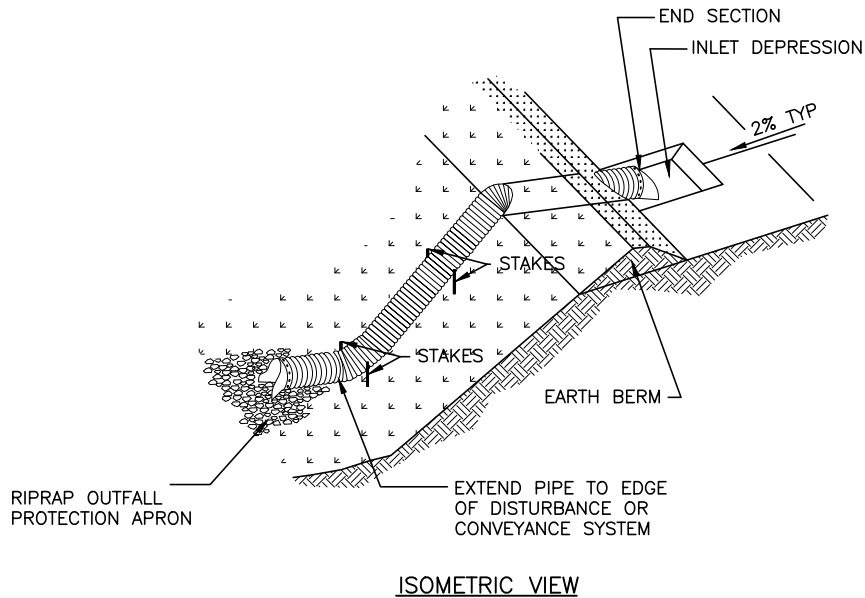 END SECTION
INLET DEPRESSION
2% TYP
STAKES
STAKES
EARTH BERM
RIPRAP OUTFALL
PROTECTION APRON
EXTEND PIPE TO EDGE
OF DISTURBANCE OR
CONVEYANCE SYSTEM
ISOMETRIC VIEW